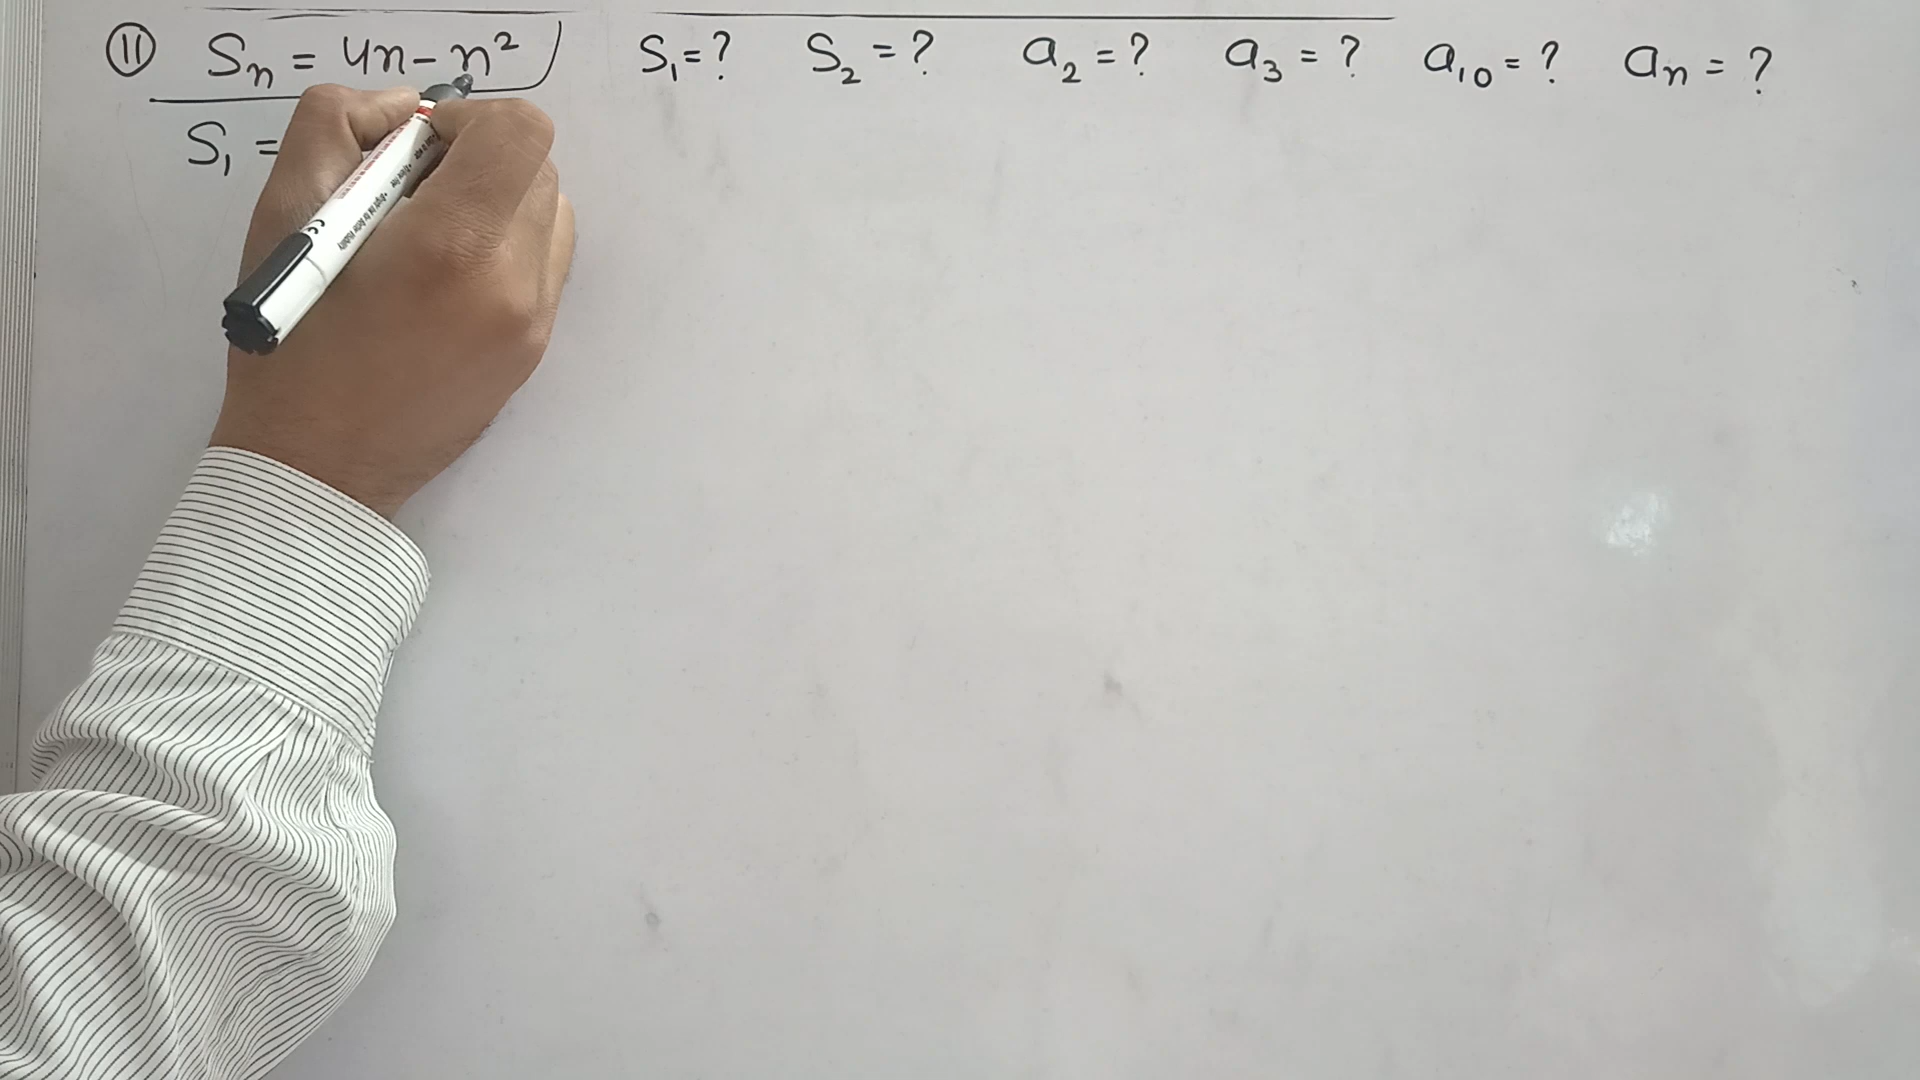 11 Sn = 4n - n² S₁ = ? S₂ = ? a₂ = ? a₃ = ? a₁₀ = ? an = ?
S₁ =